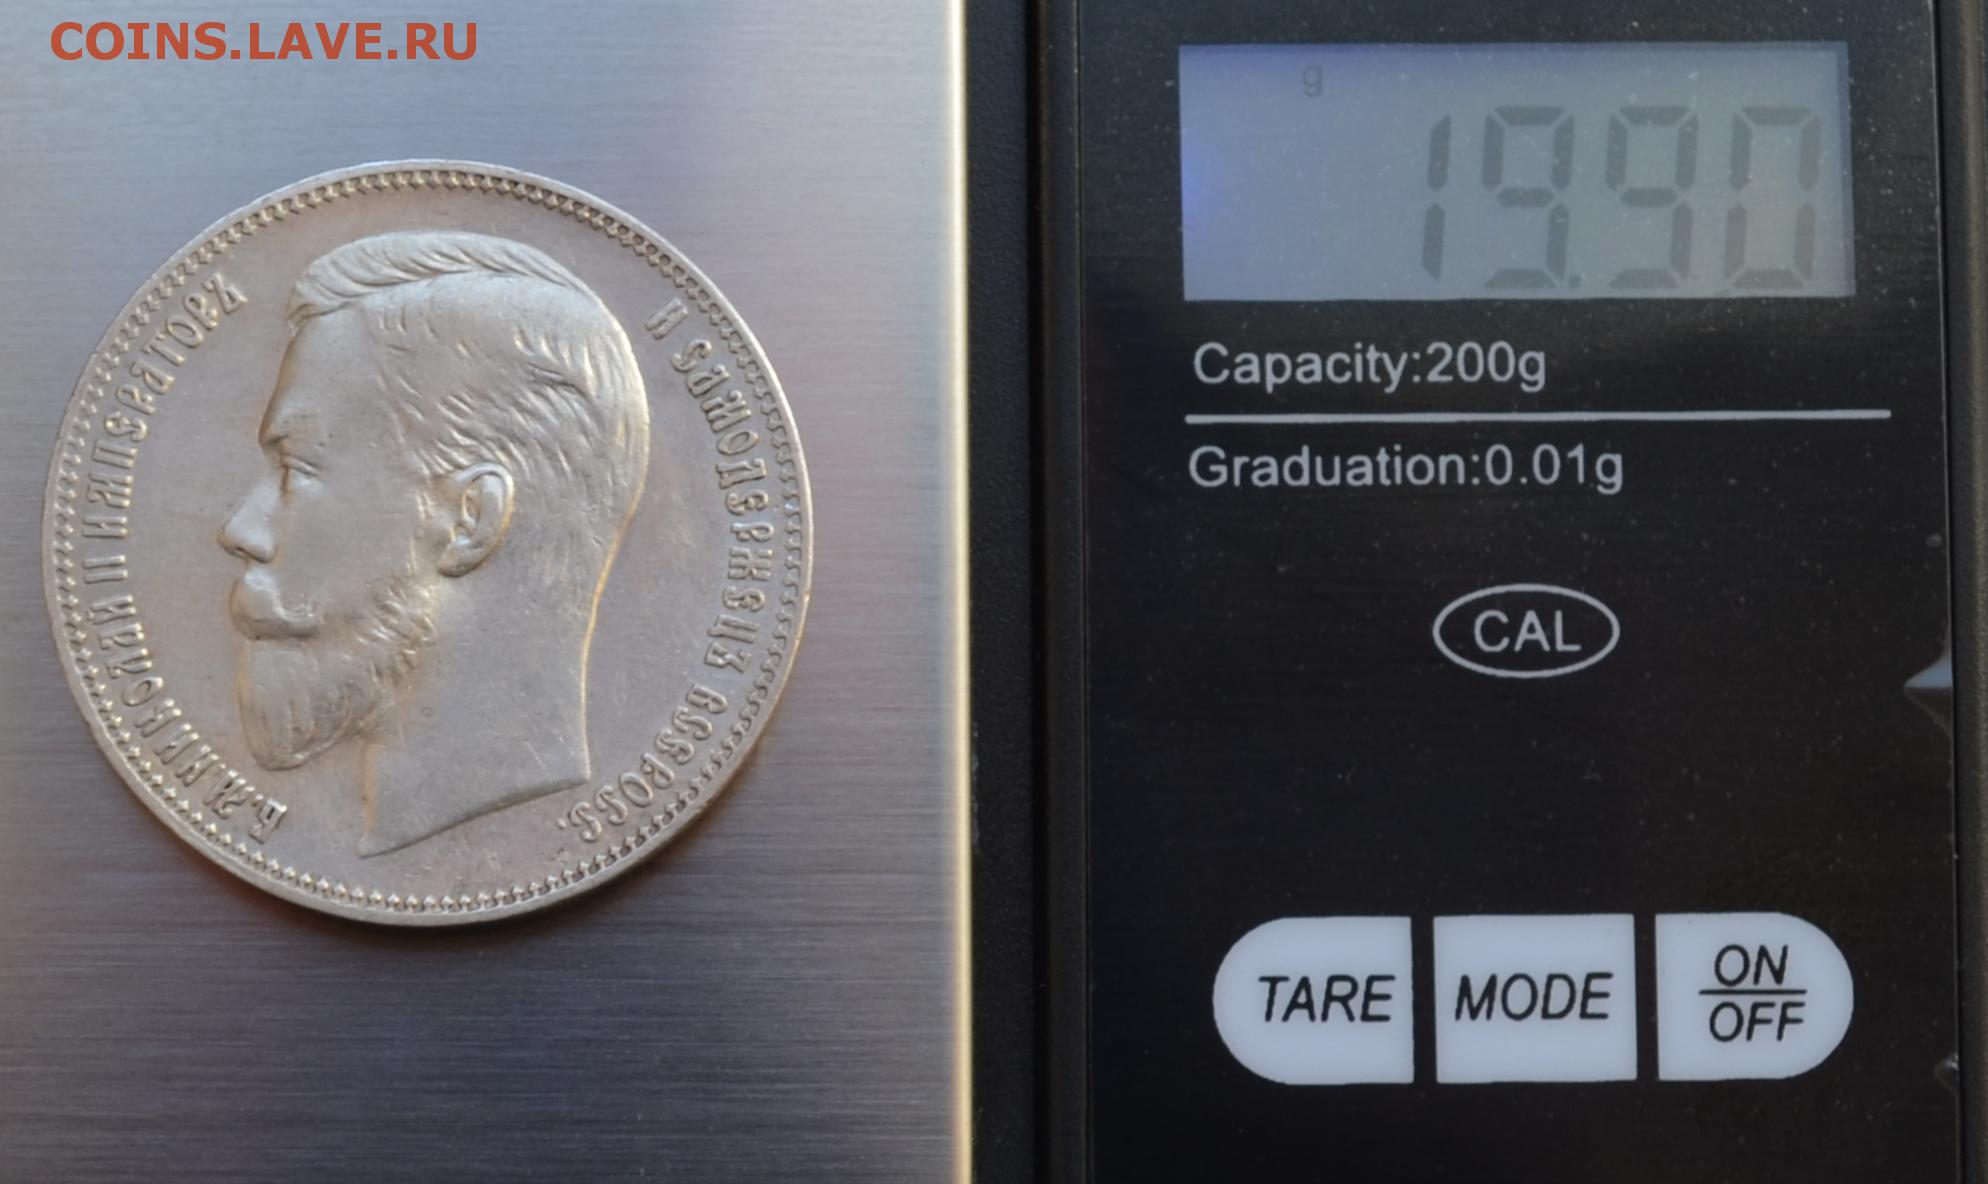 COINS.LAVE.RU
Б.М.НИКОЛАЙ II ИМПЕРАТОРЪ
И САМОДЕРЖЕЦЪ ВСЕРОСС.
g
19.90
Capacity:200g
Graduation:0.01g
CAL
TARE
MODE
ON
OFF